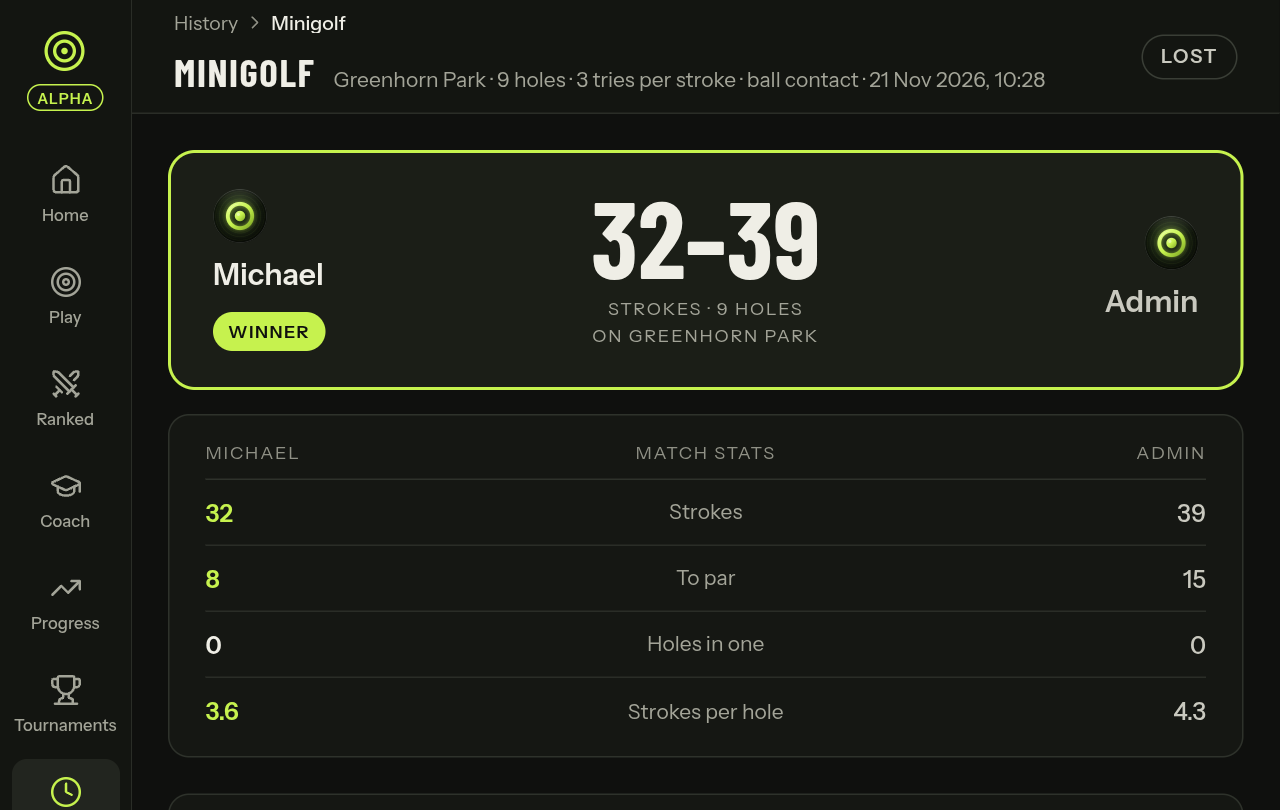 ALPHA
Home
Play
Ranked
Coach
Progress
Tournaments
History > Minigolf
MINIGOLF Greenhorn Park · 9 holes · 3 tries per stroke · ball contact · 21 Nov 2026, 10:28
LOST
Michael
WINNER
32–39
STROKES · 9 HOLES
ON GREENHORN PARK
Admin
MICHAEL MATCH STATS ADMIN
32 Strokes 39
8 To par 15
0 Holes in one 0
3.6 Strokes per hole 4.3